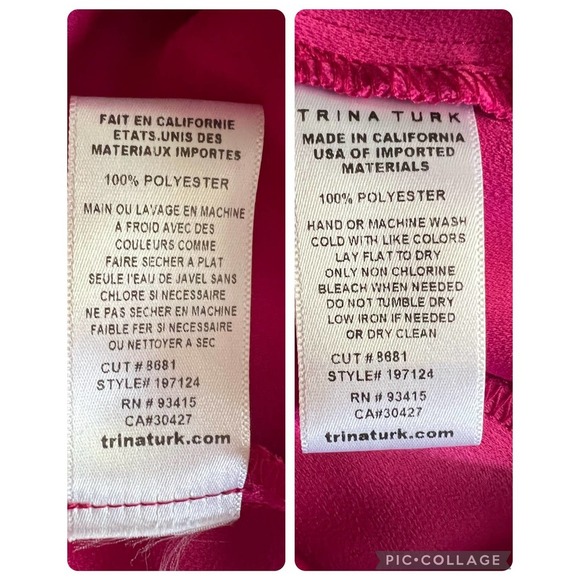 FAIT EN CALIFORNIE
ETATS.UNIS DES
MATERIAUX IMPORTES
100% POLYESTER
MAIN OU LAVAGE EN MACHINE
A FROID AVEC DES
COULEURS COMME
FAIRE SECHER A PLAT
SEULE I'EAU DE JAVEL SANS
CHLORE SI NECESSAIRE
NE PAS SECHER EN MACHINE
FAIBLE FER SI NECESSAIRE
OU NETTOYER A SEC
CUT # 8681
STYLE# 197124
RN # 93415
CA#30427
trinaturk.com
TRINA TURK
MADE IN CALIFORNIA
USA OF IMPORTED
MATERIALS
100% POLYESTER
HAND OR MACHINE WASH
COLD WITH LIKE COLORS
LAY FLAT TO DRY
ONLY NON CHLORINE
BLEACH WHEN NEEDED
DO NOT TUMBLE DRY
LOW IRON IF NEEDED
OR DRY CLEAN
CUT # 8681
STYLE# 197124
RN # 93415
CA#30427
trinaturk.com
PIC•COLLAGE